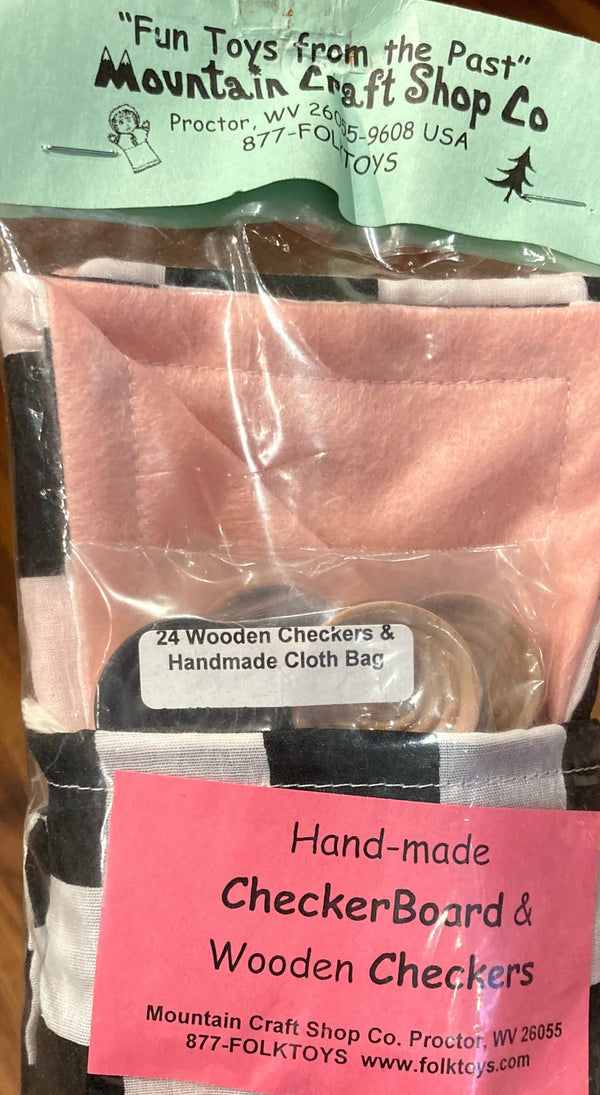 "Fun Toys from the Past"
Mountain Craft Shop Co
Proctor, WV 26055-9608 USA
877-FOLKTOYS
24 Wooden Checkers &
Handmade Cloth Bag
Hand-made
CheckerBoard &
Wooden Checkers
Mountain Craft Shop Co. Proctor, WV 26055
877-FOLKTOYS www.folktoys.com